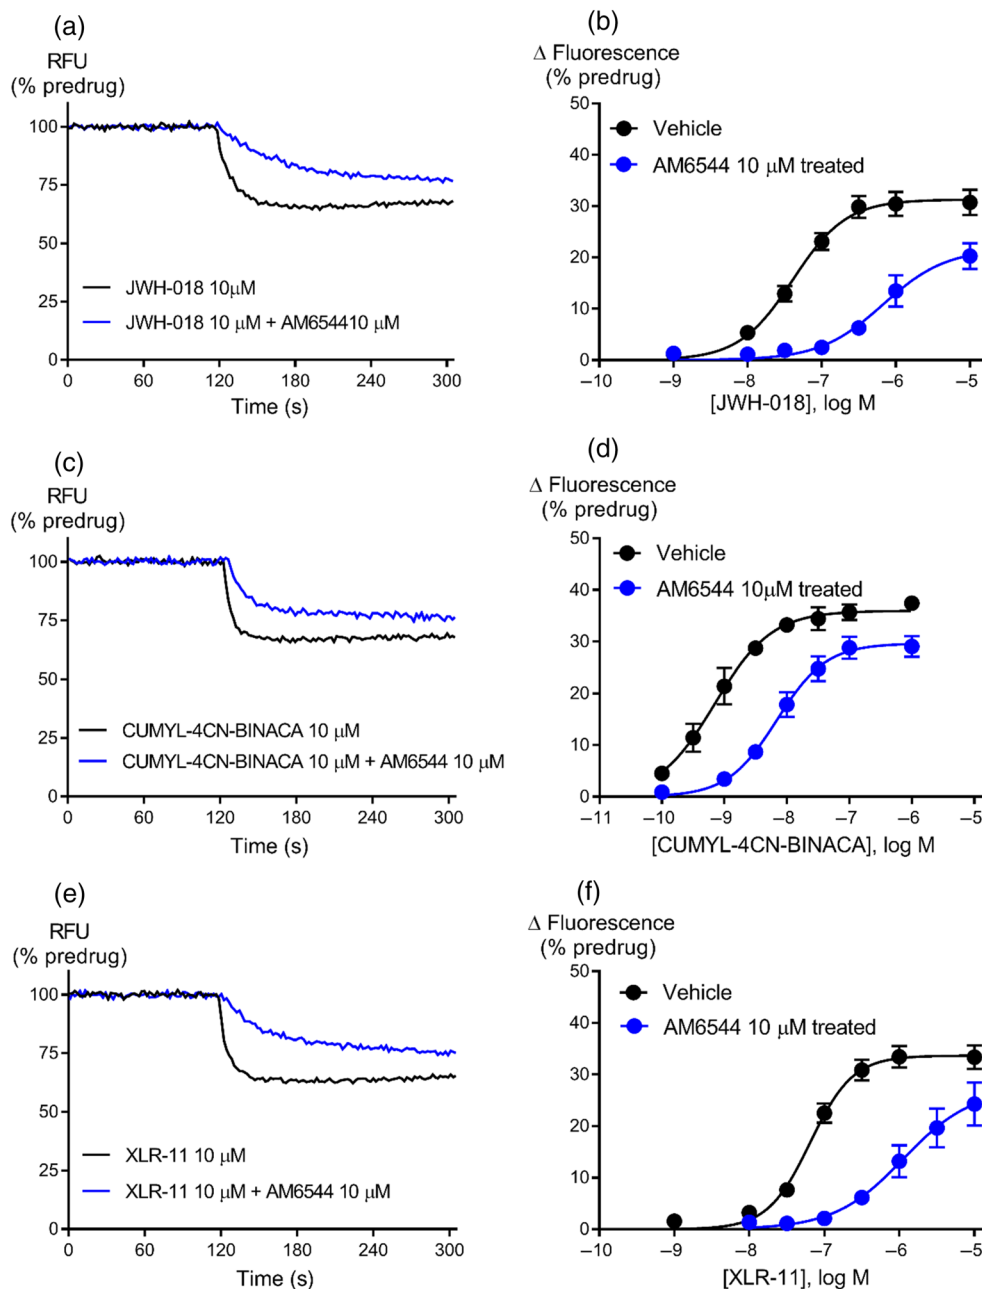 (a)
RFU
(% predrug)
100
75
50
25
0
JWH-018 10μM
JWH-018 10 μM + AM654410 μM
0 60 120 180 240 300
Time (s)
(b)
Δ Fluorescence
(% predrug)
50
40
30
20
10
0
Vehicle
AM6544 10 μM treated
–10 –9 –8 –7 –6 –5
[JWH-018], log M
(c)
RFU
(% predrug)
100
75
50
25
0
CUMYL-4CN-BINACA 10 μM
CUMYL-4CN-BINACA 10 μM + AM6544 10 μM
0 60 120 180 240 300
Time (s)
(d)
Δ Fluorescence
(% predrug)
50
40
30
20
10
0
Vehicle
AM6544 10μM treated
–11 –10 –9 –8 –7 –6 –5
[CUMYL-4CN-BINACA], log M
(e)
RFU
(% predrug)
100
75
50
25
0
XLR-11 10 μM
XLR-11 10 μM + AM6544 10 μM
0 60 120 180 240 300
Time (s)
(f)
Δ Fluorescence
(% predrug)
50
40
30
20
10
0
Vehicle
AM6544 10 μM treated
–10 –9 –8 –7 –6 –5
[XLR-11], log M